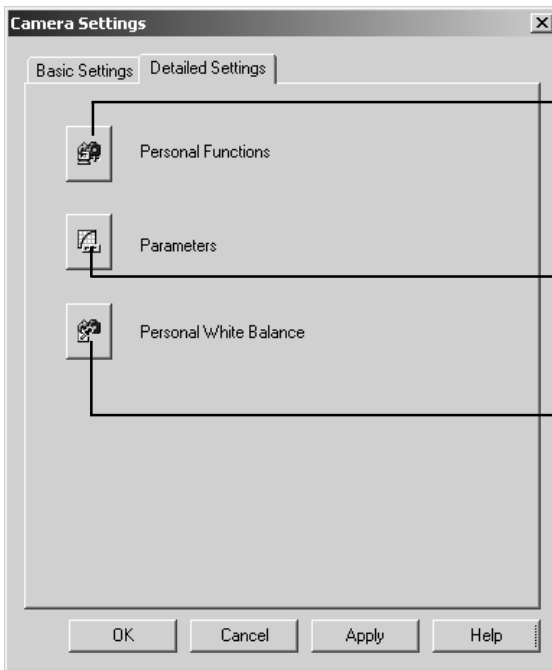 Camera Settings
Basic Settings Detailed Settings
Personal Functions
Parameters
Personal White Balance
OK Cancel Apply Help